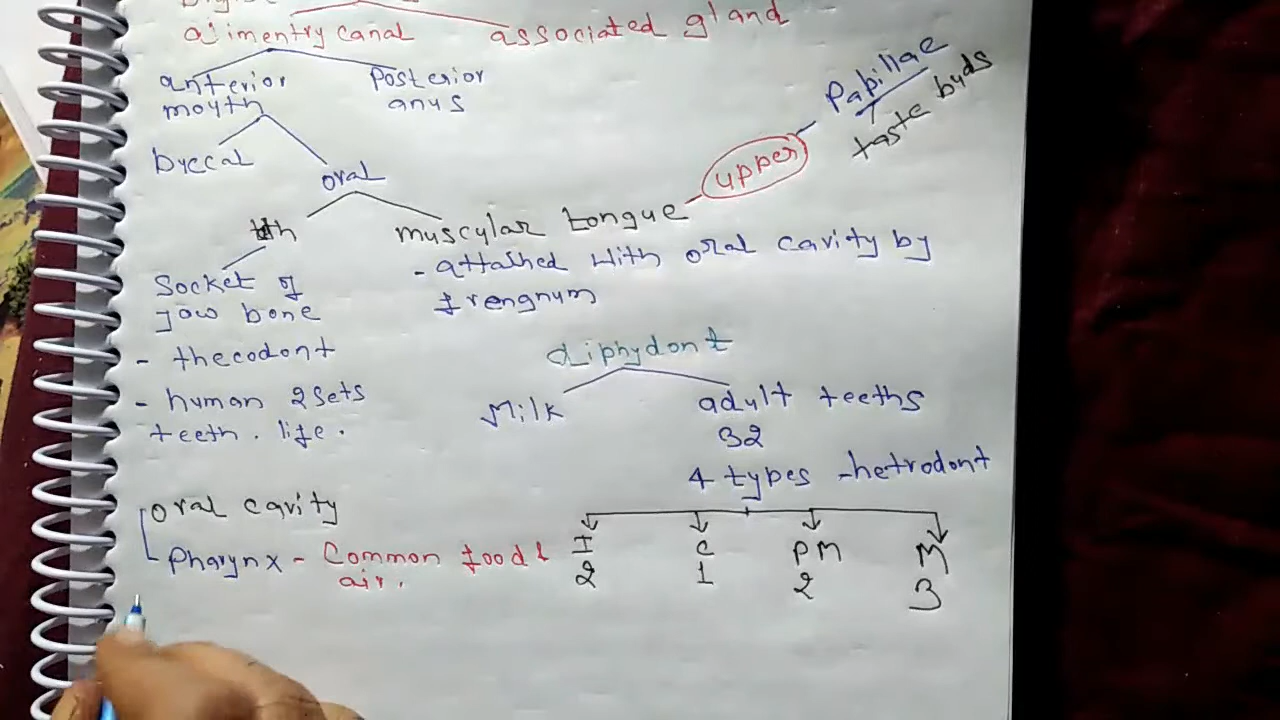 alimentry canal associated gland
anterior posterior
mouth anus
buccal
oral
upper - Papillae
taste buds
th muscular tongue
- attashed with oral cavity by
frengnum
Socket of
jaw bone
- thecodont
- human 2 sets
teeth . life .
diphydont
Milk adult teeths
32
4 types - hetrodont
I C PM M
2 1 2 3
oral cavity
Pharynx - Common food &
air .